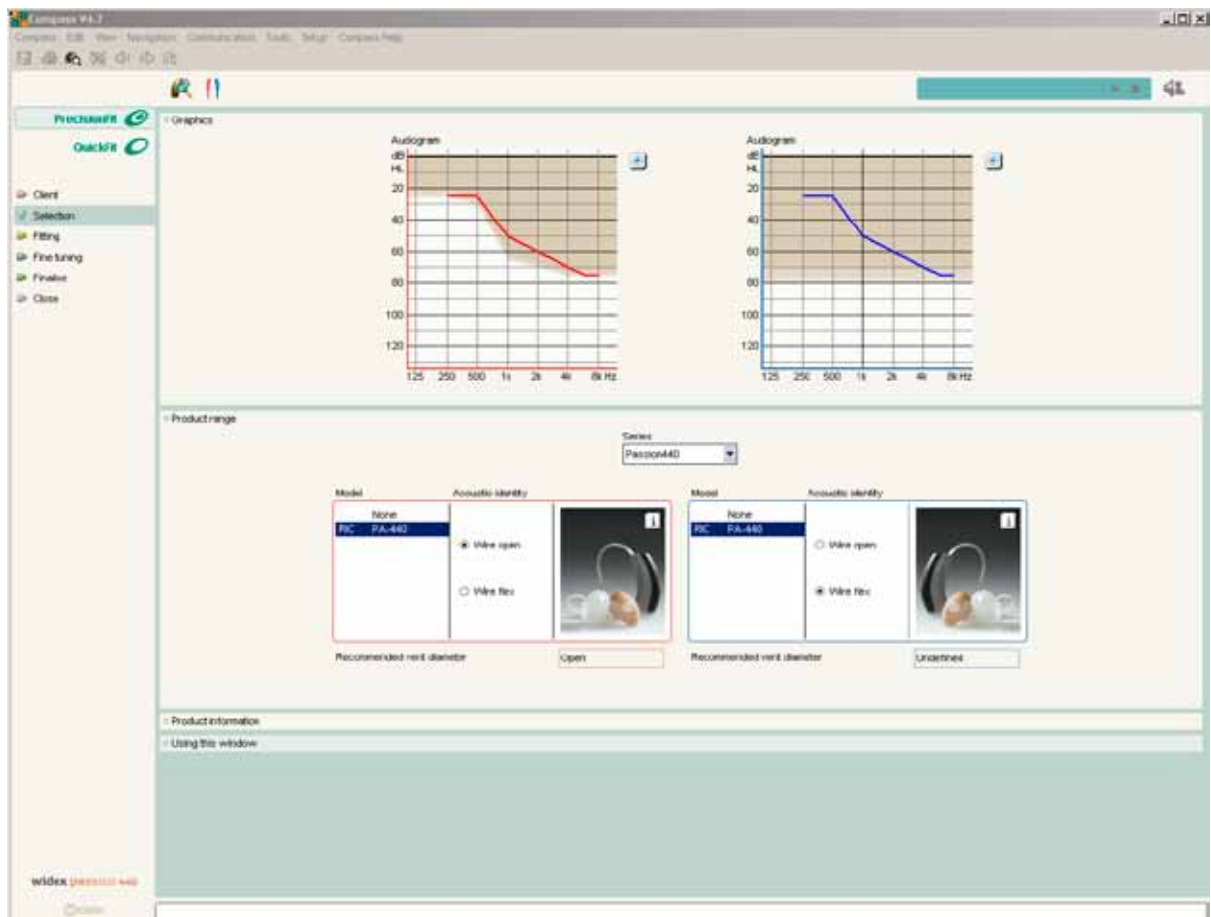 Compass V4.7
Compass Edit View Navigation Communication Tools Setup Compass Help
PrecisionFit
QuickFit
Client
Selection
Fitting
Fine tuning
Finalise
Close
Graphics
Audiogram
dB
HL
20
40
60
80
100
120
125 250 500 1k 2k 4k 8k Hz
Audiogram
dB
HL
20
40
60
80
100
120
125 250 500 1k 2k 4k 8k Hz
Product range
Series
Passion440
Model Acoustic identity
None
RIC PA-440
Wire open
Wire flex
i
Recommended vent diameter Open
Model Acoustic identity
None
RIC PA-440
Wire open
Wire flex
i
Recommended vent diameter Undefined
Product information
Using this window
widex passion 440